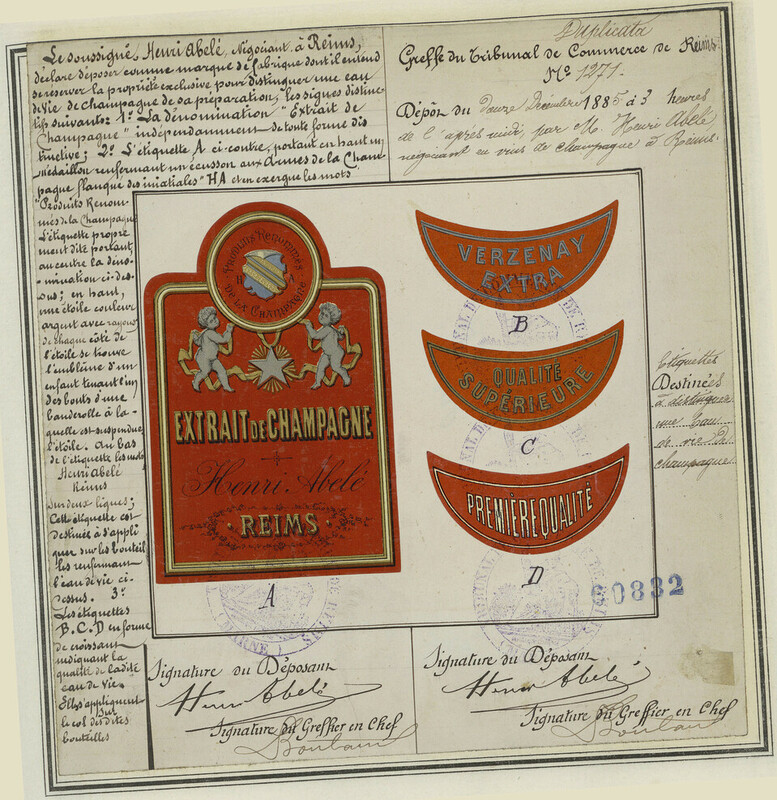 Le soussigné, Henri Abelé, Négociant à Reims,
déclare déposer comme marque de fabrique dont il entend
se réserver la propriété exclusive pour distinguer une eau
de Vie de champagne de sa préparation, les signes distinc-
tifs suivants: 1º La dénomination "Extrait de
Champagne" indépendamment de toute forme dis
tinctive; 2º L'étiquette A ci-contre, portant en haut un
médaillon renfermant un écusson aux Armes de la Cham-
pagne flanqué des initiales "HA et en exergue les mots
"Produits Renom-
més de la Champagne
L'étiquette propre
ment dite portant,
au centre la déno-
mination ci-des-
sus; en haut,
une étoile couleur
argent avec rayons
de chaque côté de
l'étoile se trouve
l'emblème d'un
enfant tenant l'un
des bouts d'une
banderolle à la-
quelle est suspendue
l'étoile. Au bas
de l'étiquette les mots
Henri Abelé
Reims
sur deux lignes;
Cette étiquette est
destinée à s'appli
quer sur les bouteil
les renfermant
l'eau de vie ci-
dessus. 3º
Les étiquettes
B.C.D en forme
de croissant
indiquant la
qualité de ladite
eau de vie.
Elles s'appliquent
sur
le col des dites
bouteilles
Duplicata
Greffe du Tribunal de Commerce de Reims
Nº 1271.
Dépôt du Douze Décembre 1885 à 3 heures
de l'après midi, par M. Henri Abelé
négociant en vins de champagne à Reims.
PRODUITS RENOMMÉS
H A
DE LA CHAMPAGNE
EXTRAIT DE CHAMPAGNE
Henri Abelé
REIMS
A
VERZENAY
EXTRA
B
QUALITÉ
SUPÉRIEURE
C
PREMIÈRE QUALITÉ
D
Etiquettes
Destinées
à distinguer
une Eau
de vie De
champagne
60832
Signature du Déposant
Henri Abelé
Signature du Greffier en Chef
Signature du Déposant
Henri Abelé
Signature du Greffier en Chef